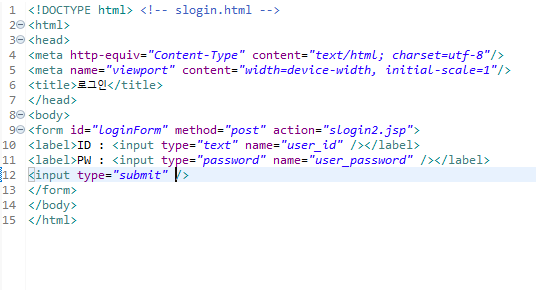 1 <!DOCTYPE html> <!-- slogin.html -->
2 <html>
3 <head>
4 <meta http-equiv="Content-Type" content="text/html; charset=utf-8"/>
5 <meta name="viewport" content="width=device-width, initial-scale=1"/>
6 <title>로그인</title>
7 </head>
8 <body>
9 <form id="loginForm" method="post" action="slogin2.jsp">
10 <label>ID : <input type="text" name="user_id" /></label>
11 <label>PW : <input type="password" name="user_password" /></label>
12 <input type="submit" />
13 </form>
14 </body>
15 </html>